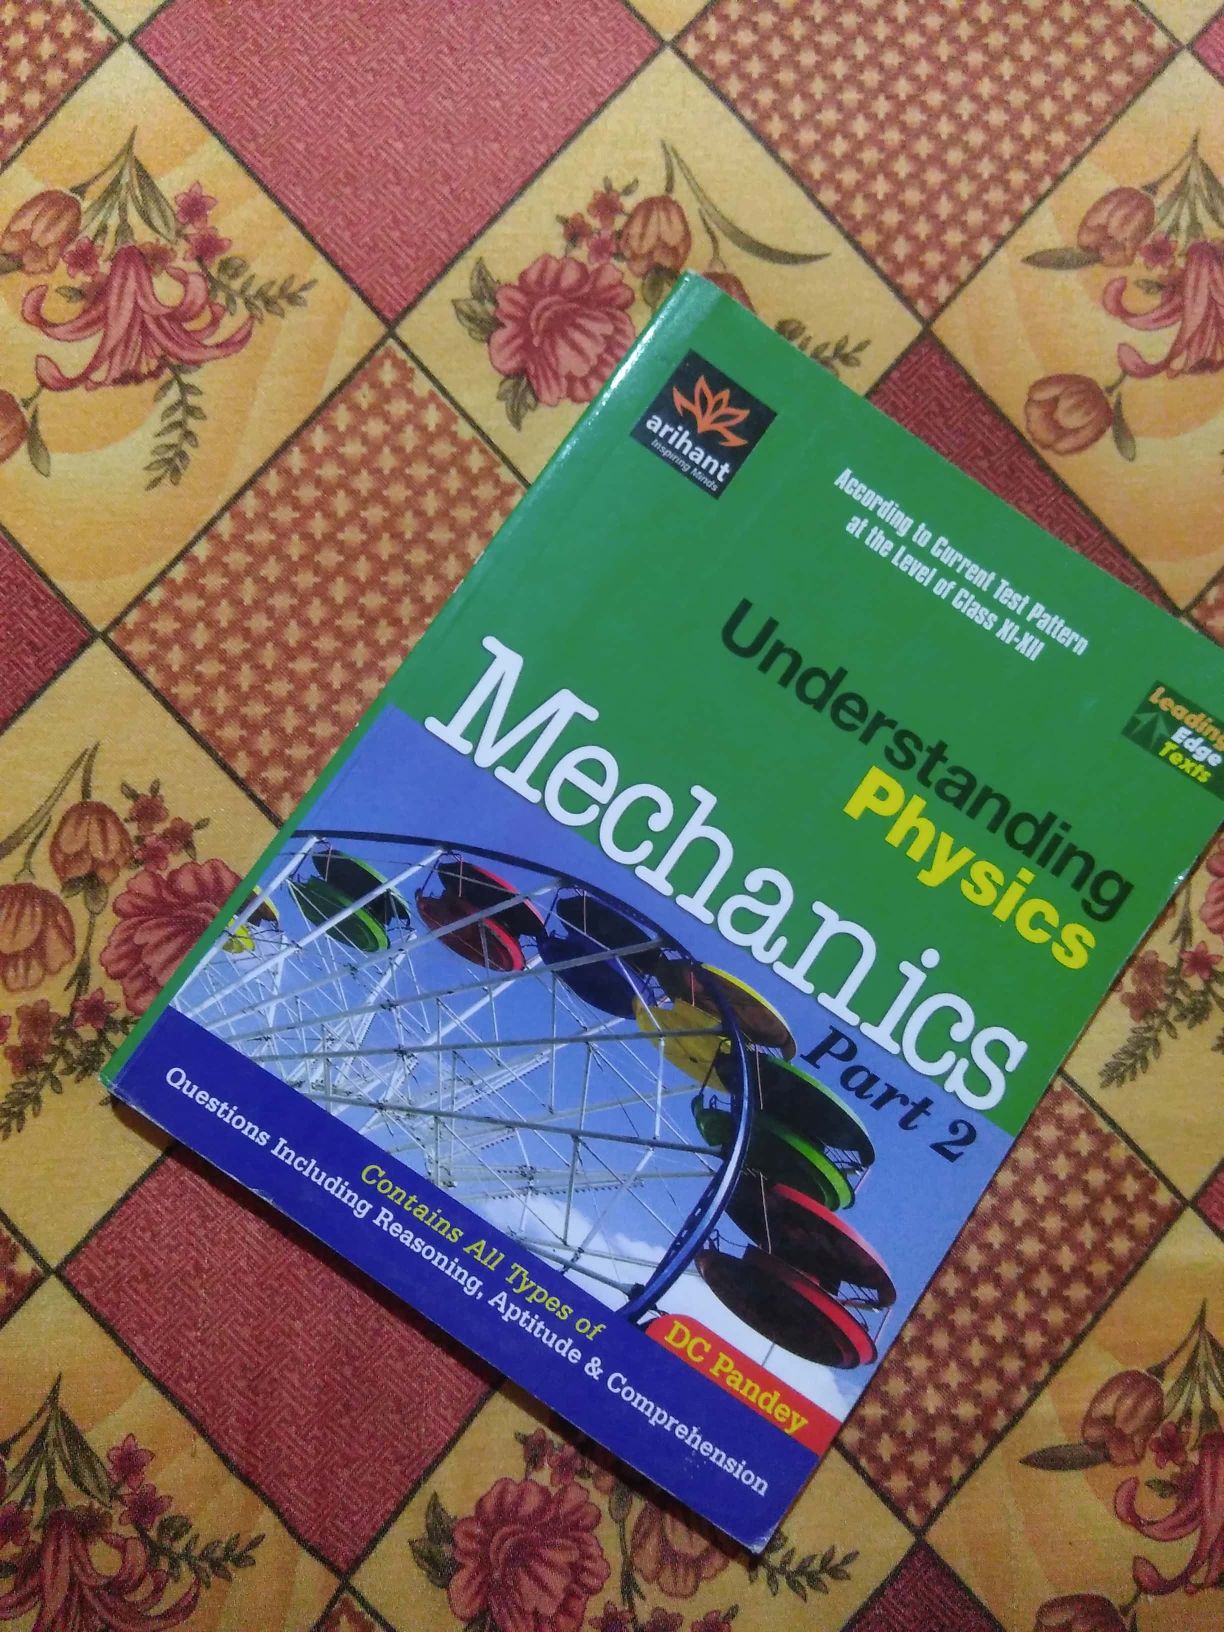 arihant
Inspiring Minds
According to Current Test Pattern
at the Level of Class XI-XII
Leading
Edge
Texts
Understanding
Physics
Mechanics
Part 2
Contains All Types of
Questions Including Reasoning, Aptitude & Comprehension
DC Pandey